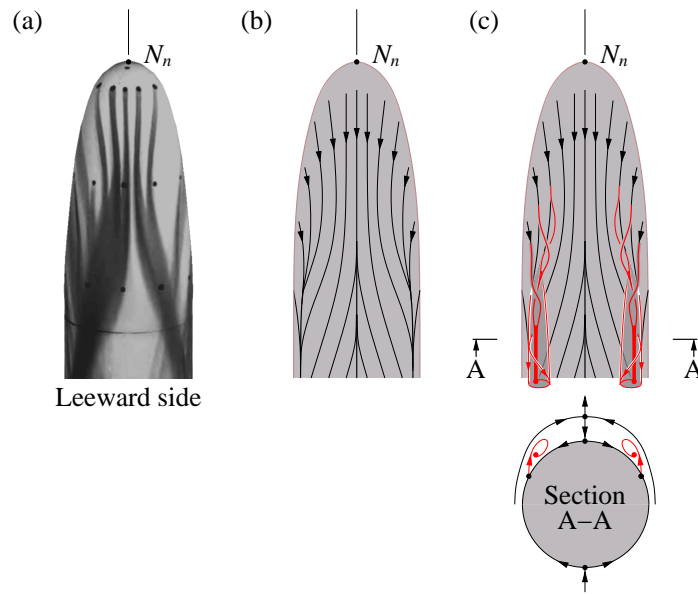 (a)
N_n
Leeward side
(b)
N_n
(c)
N_n
A
A
Section
A−A